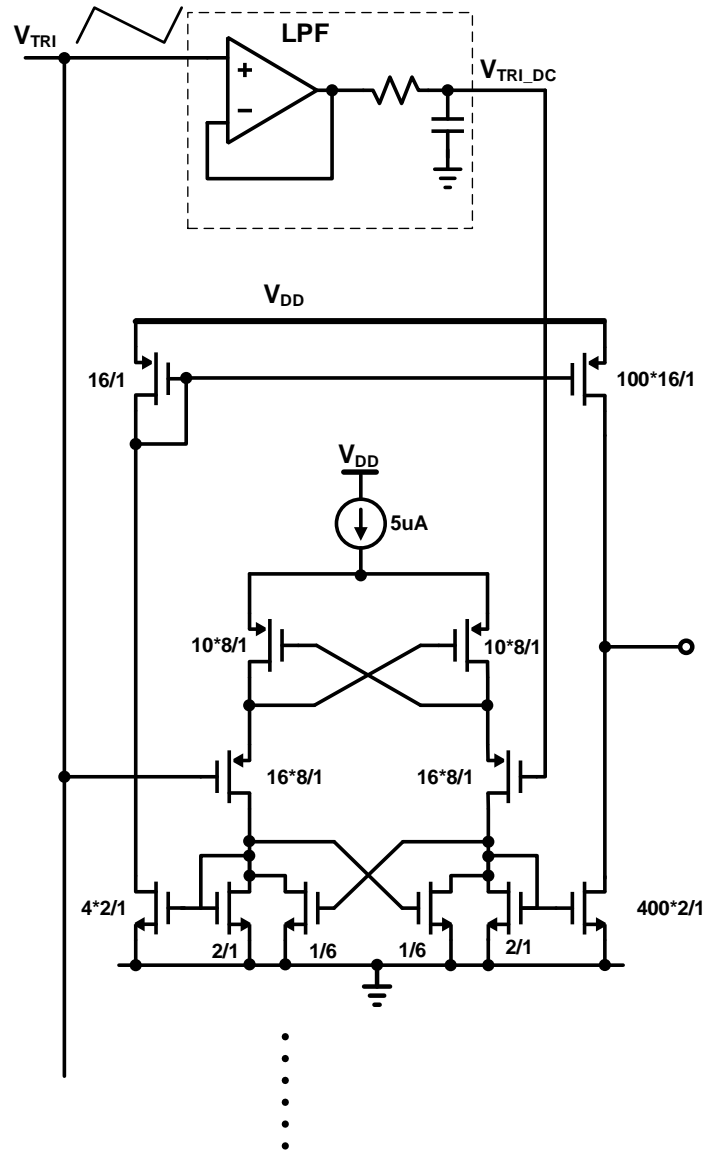 LPF
V_TRI
V_TRI_DC
+
−
V_DD
16/1
100*16/1
V_DD
5uA
10*8/1
10*8/1
16*8/1
16*8/1
4*2/1
2/1
1/6
1/6
2/1
400*2/1